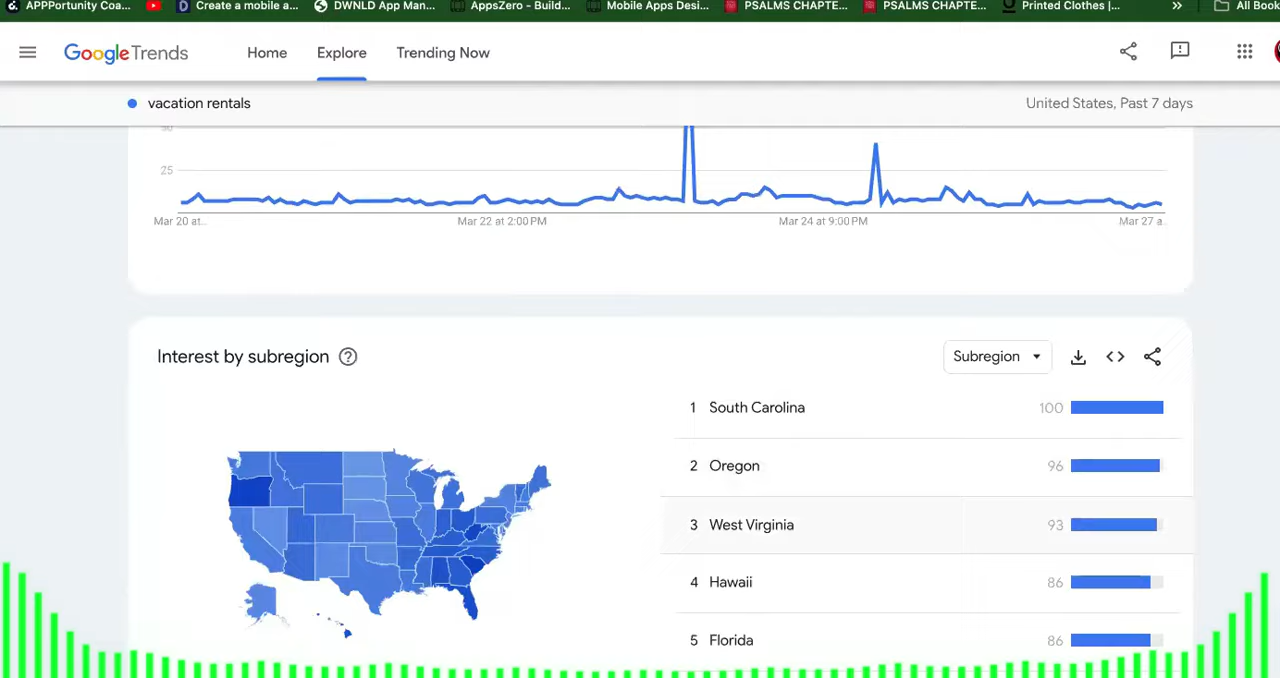 APPPortunity Coa... Create a mobile a... DWNLD App Man... AppsZero - Build... Mobile Apps Desi... PSALMS CHAPTE... PSALMS CHAPTE... Printed Clothes |... » All Book
Google Trends Home Explore Trending Now
vacation rentals United States, Past 7 days
25
Mar 20 at... Mar 22 at 2:00 PM Mar 24 at 9:00 PM Mar 27 a...
Interest by subregion Subregion
1 South Carolina 100
2 Oregon 96
3 West Virginia 93
4 Hawaii 86
5 Florida 86